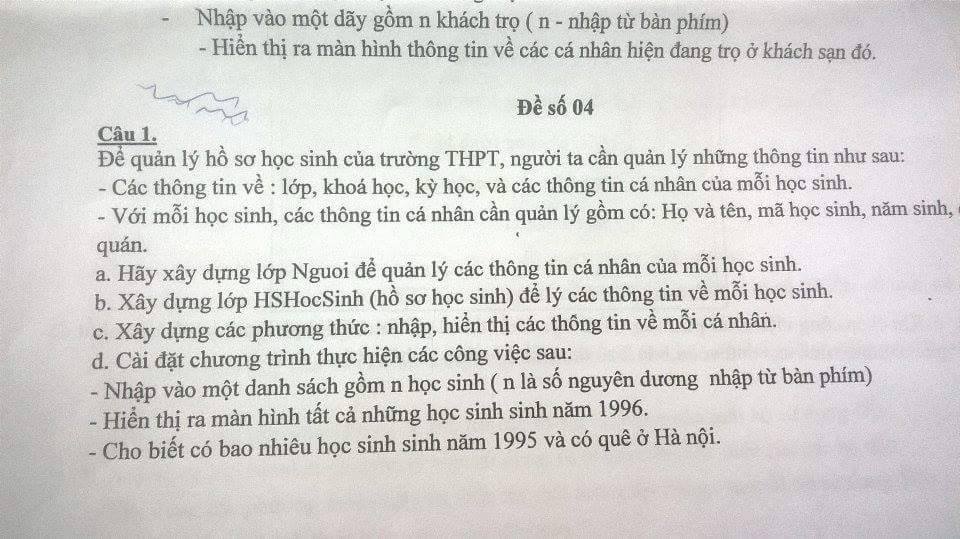 - Nhập vào một dãy gồm n khách trọ ( n - nhập từ bàn phím)
- Hiển thị ra màn hình thông tin về các cá nhân hiện đang trọ ở khách sạn đó.
Đề số 04
Câu 1.
Để quản lý hồ sơ học sinh của trường THPT, người ta cần quản lý những thông tin như sau:
- Các thông tin về : lớp, khoá học, kỳ học, và các thông tin cá nhân của mỗi học sinh.
- Với mỗi học sinh, các thông tin cá nhân cần quản lý gồm có: Họ và tên, mã học sinh, năm sinh,
quán.
a. Hãy xây dựng lớp Nguoi để quản lý các thông tin cá nhân của mỗi học sinh.
b. Xây dựng lớp HSHocSinh (hồ sơ học sinh) để lý các thông tin về mỗi học sinh.
c. Xây dựng các phương thức : nhập, hiển thị các thông tin về mỗi cá nhân.
d. Cài đặt chương trình thực hiện các công việc sau:
- Nhập vào một danh sách gồm n học sinh ( n là số nguyên dương nhập từ bàn phím)
- Hiển thị ra màn hình tất cả những học sinh sinh năm 1996.
- Cho biết có bao nhiêu học sinh sinh năm 1995 và có quê ở Hà nội.